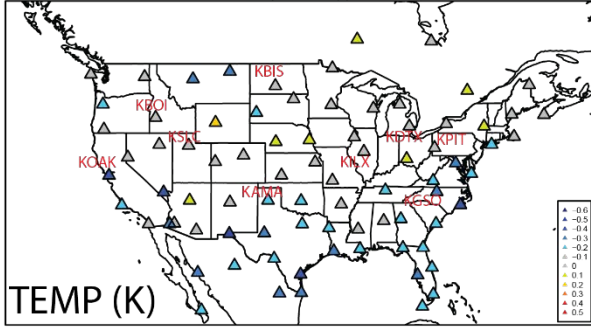 KBIS
KBOI
KSLC
KDTX
KPIT
KOAK
KILX
KAMA
KGSO
TEMP (K)
-0.6
-0.5
-0.4
-0.3
-0.2
-0.1
0
0.1
0.2
0.3
0.4
0.5